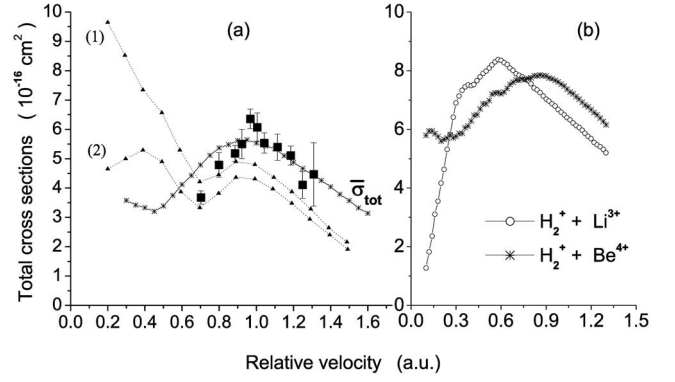 Total cross sections ( 10⁻¹⁶ cm² )
10
9
8
7
6
5
4
3
2
1
0
(1)
(2)
(a)
σ̅tot
0.0 0.2 0.4 0.6 0.8 1.0 1.2 1.4 1.6
10
8
6
4
2
0
(b)
H₂⁺ + Li³⁺
H₂⁺ + Be⁴⁺
0.0 0.3 0.6 0.9 1.2 1.5
Relative velocity (a.u.)